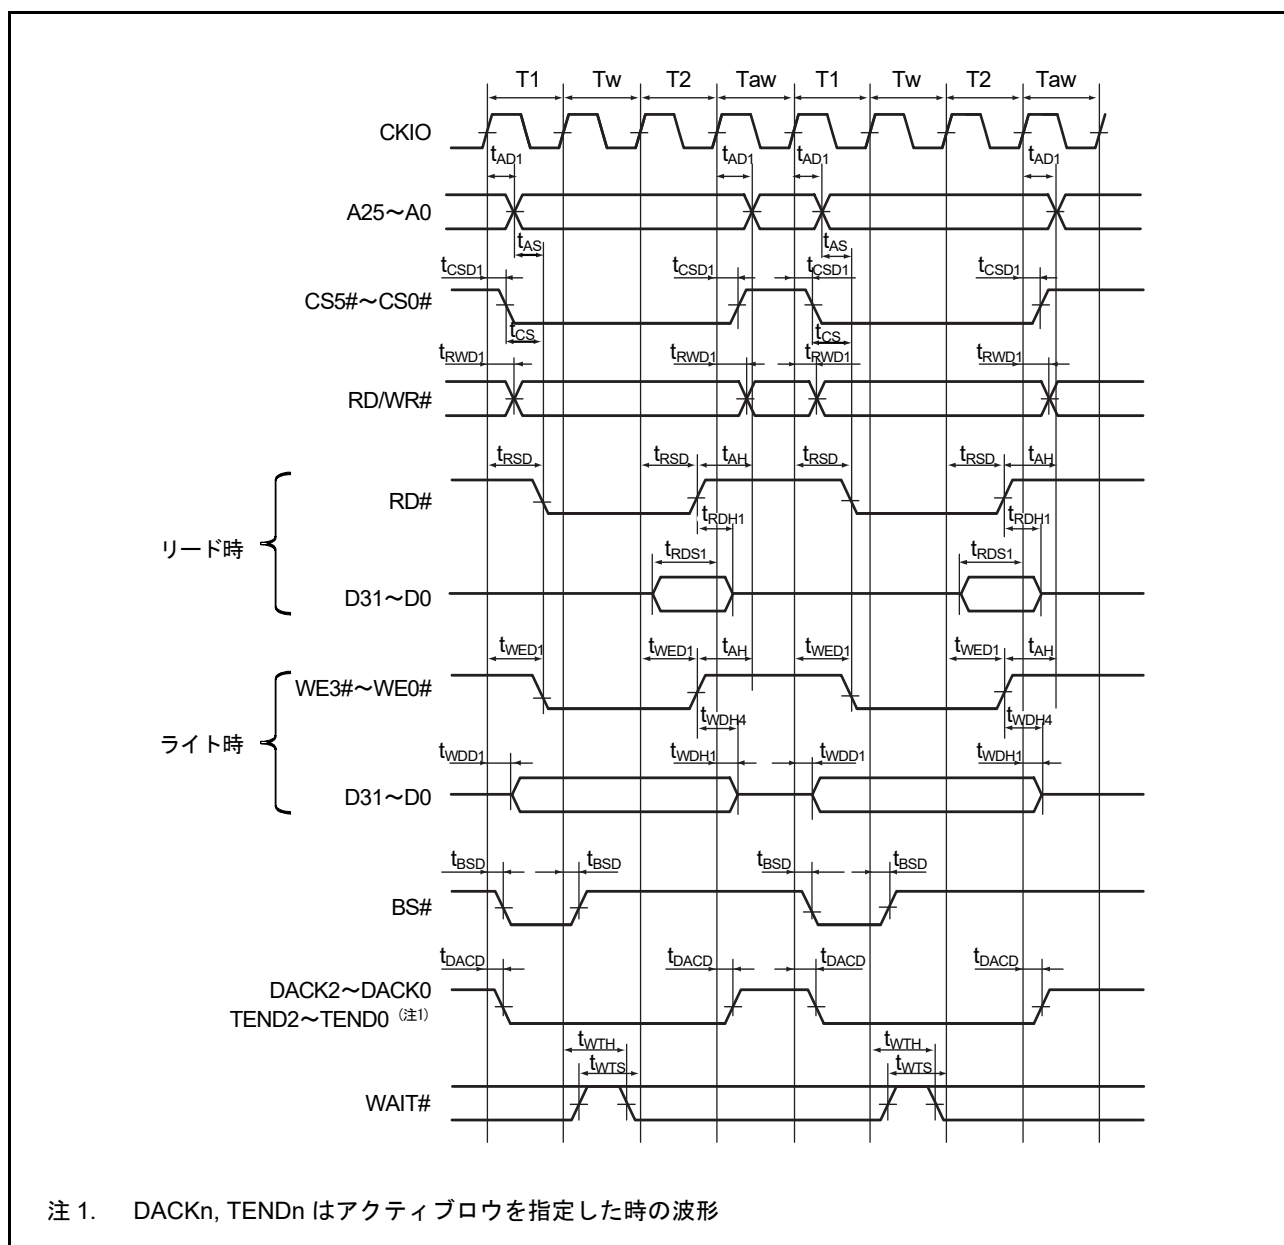 T1 Tw T2 Taw T1 Tw T2 Taw
CKIO
tAD1 tAD1 tAD1 tAD1
A25～A0
tAS tAS
tCSD1 tCSD1 tCSD1 tCSD1
CS5#～CS0#
tCS tCS
tRWD1 tRWD1 tRWD1 tRWD1
RD/WR#
tRSD tRSD tAH tRSD tRSD tAH
RD#
tRDH1 tRDH1
リード時
tRDS1 tRDS1
D31～D0
tWED1 tWED1 tAH tWED1 tWED1 tAH
WE3#～WE0#
tWDH4 tWDH4
ライト時
tWDD1 tWDH1 tWDD1 tWDH1
D31～D0
tBSD tBSD tBSD tBSD
BS#
tDACD tDACD tDACD tDACD
DACK2～DACK0
TEND2～TEND0 (注1)
tWTH tWTH
tWTS tWTS
WAIT#
注 1. DACKn, TENDn はアクティブロウを指定した時の波形